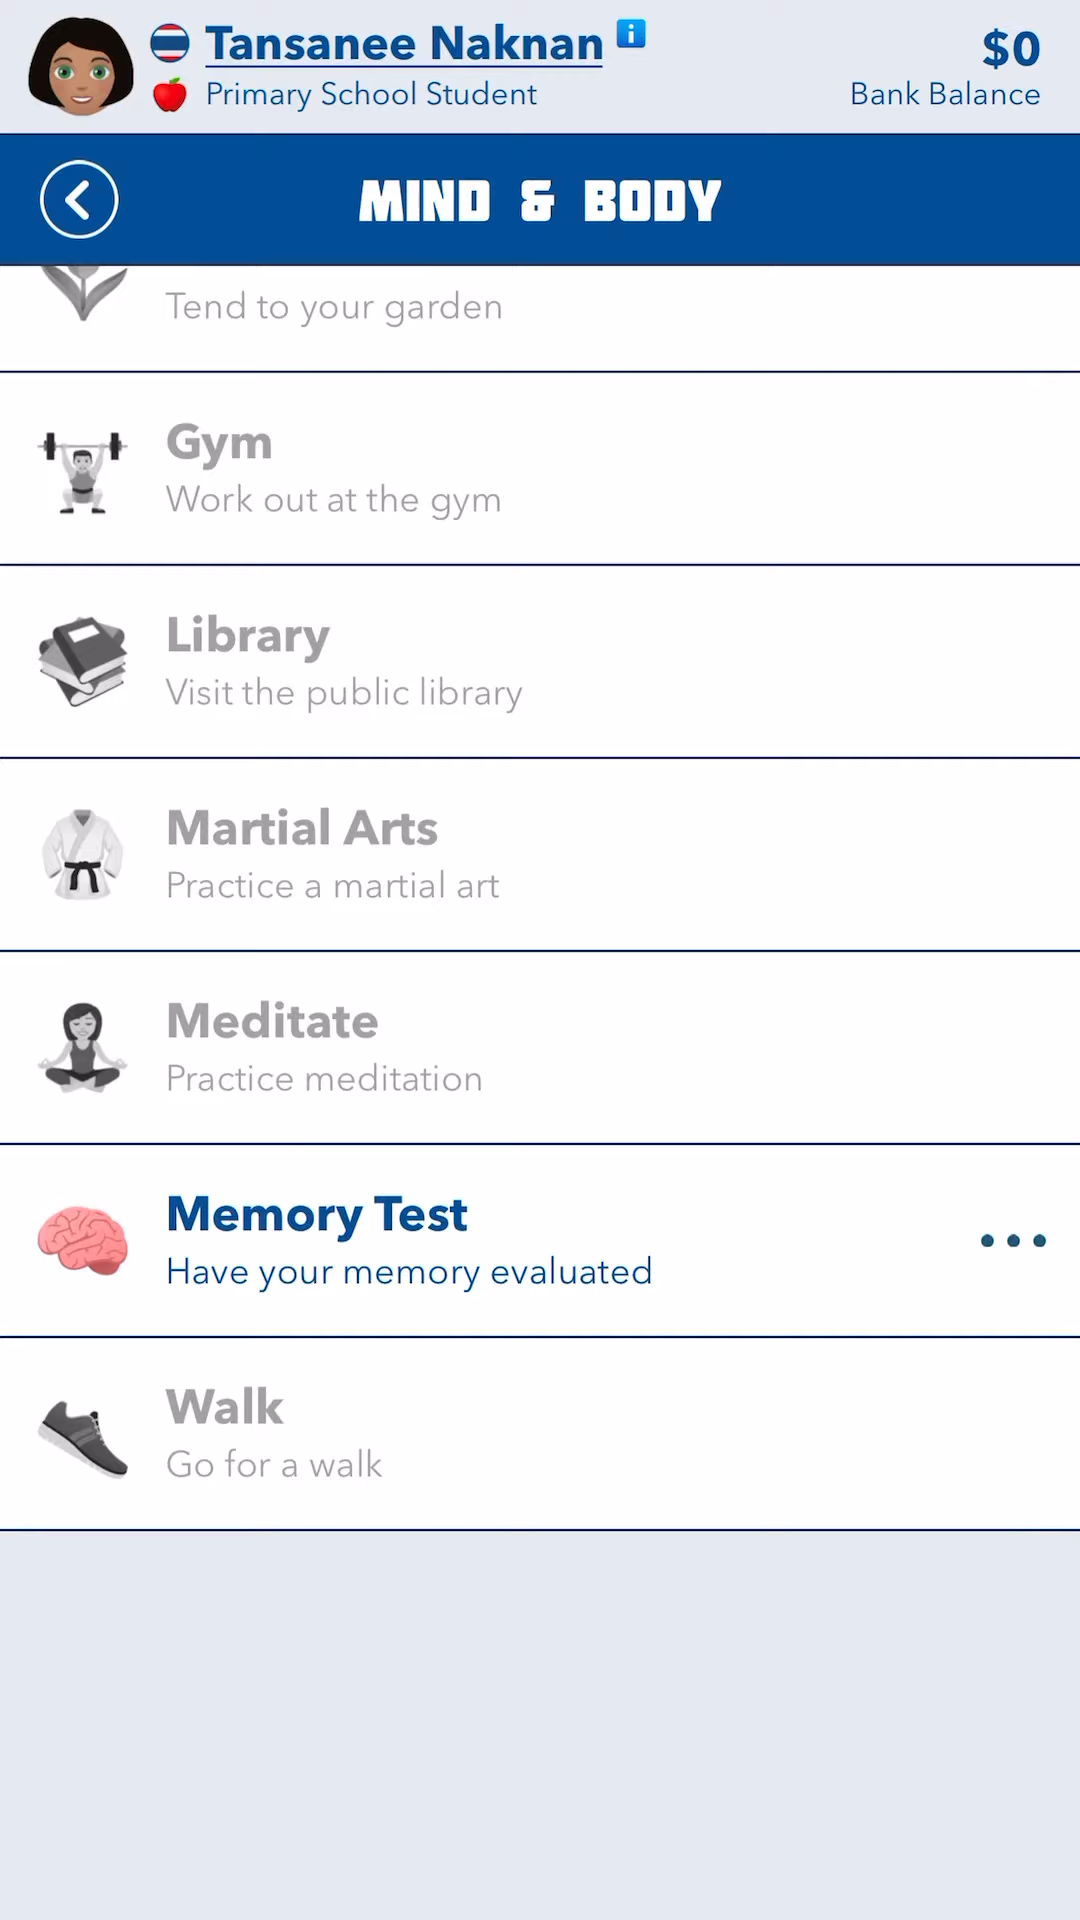 Tansanee Naknan
$0
Primary School Student
Bank Balance
MIND & BODY
Tend to your garden
Gym
Work out at the gym
Library
Visit the public library
Martial Arts
Practice a martial art
Meditate
Practice meditation
Memory Test
Have your memory evaluated
Walk
Go for a walk